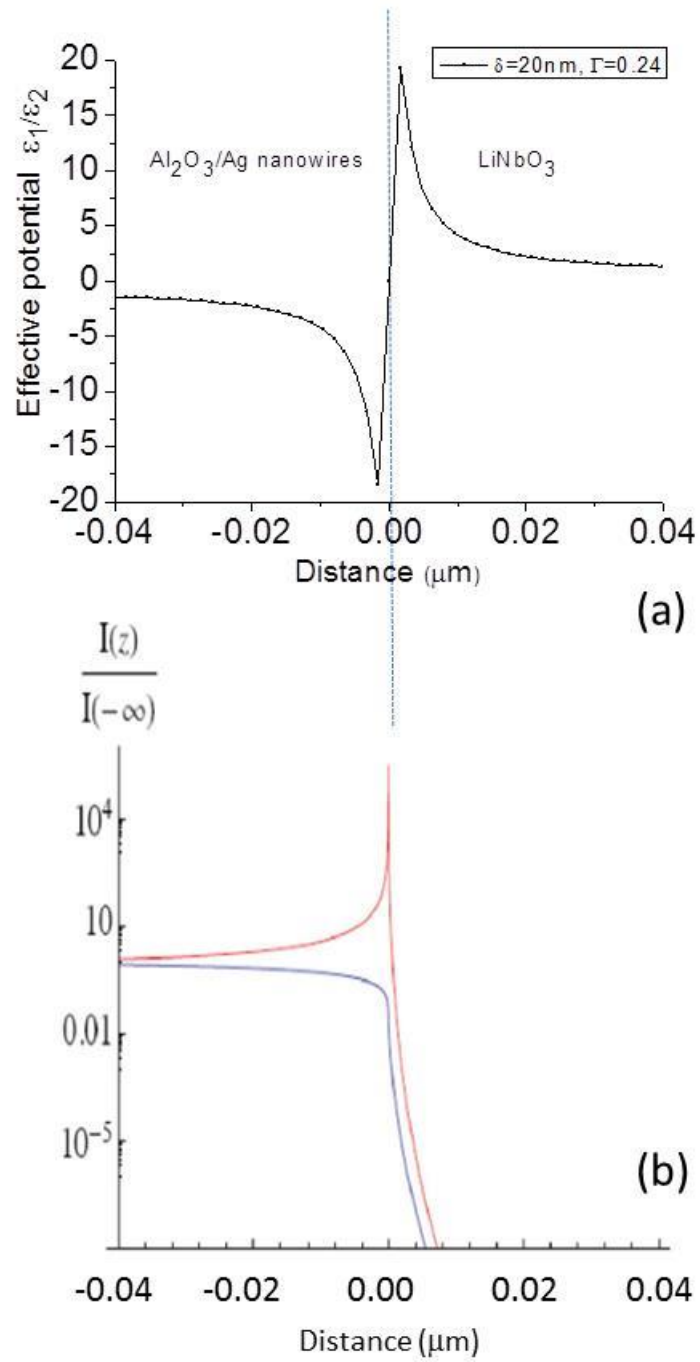 δ=20nm, Γ=0.24
Effective potential ε₁/ε₂
20
15
10
5
0
-5
-10
-15
-20
Al₂O₃/Ag nanowires
LiNbO₃
-0.04 -0.02 0.00 0.02 0.04
Distance (μm)
(a)
I(z)
I(-∞)
10⁴
10
0.01
10⁻⁵
(b)
-0.04 -0.02 0.00 0.02 0.04
Distance (μm)